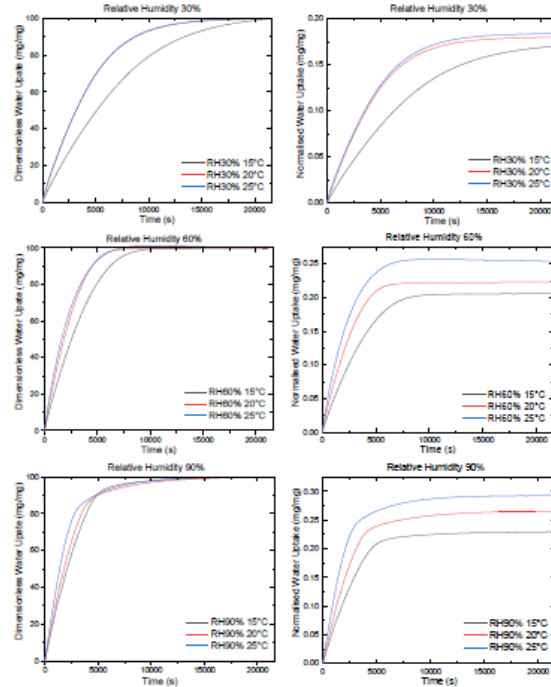 Relative Humidity 30%
100
80
60
40
20
0
Dimensionless Water Upate (mg/mg)
RH30% 15°C
RH30% 20°C
RH30% 25°C
0 5000 10000 15000 20000
Time (s)
Relative Humidity 30%
0.20
0.15
0.10
0.05
0.00
Normalised Water Uptake (mg/mg)
RH30% 15°C
RH30% 20°C
RH30% 25°C
0 5000 10000 15000 20000
Time (s)
Relative Humidity 60%
100
80
60
40
20
0
Dimensionless Water Upate (mg/mg)
RH60% 15°C
RH60% 20°C
RH60% 25°C
0 5000 10000 15000 20000
Time (s)
Relative Humidity 60%
0.25
0.20
0.15
0.10
0.05
0.00
Normalised Water Uptake (mg/mg)
RH60% 15°C
RH60% 20°C
RH60% 25°C
0 5000 10000 15000 20000
Time (s)
Relative Humidity 90%
100
80
60
40
20
0
Dimensionless Water Upate (mg/mg)
RH90% 15°C
RH90% 20°C
RH90% 25°C
0 5000 10000 15000 20000
Time (s)
Relative Humidity 90%
0.30
0.25
0.20
0.15
0.10
0.05
0.00
Normalised Water Uptake (mg/mg)
RH90% 15°C
RH90% 20°C
RH90% 25°C
0 5000 10000 15000 20000
Time (s)